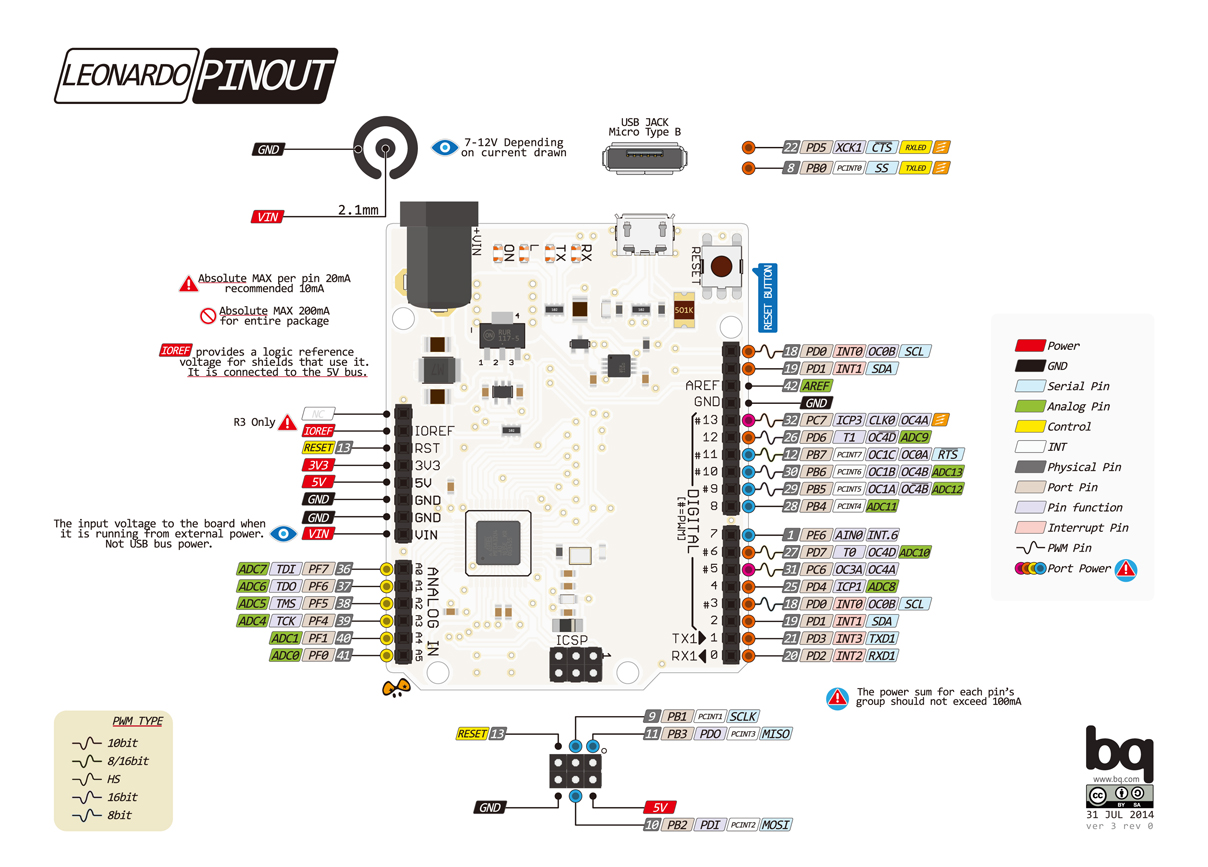 LEONARDO PINOUT
GND
7-12V Depending
on current drawn
VIN
2.1mm
USB JACK
Micro Type B
22 PD5 XCK1 CTS RXLED
8 PB0 PCINT0 SS TXLED
+VIN
ON
L
TX
RX
RESET
RESET BUTTON
501K
Absolute MAX per pin 20mA
recommended 10mA
Absolute MAX 200mA
for entire package
IOREF provides a logic reference
voltage for shields that use it.
It is connected to the 5V bus.
4
KUR
117-5
1 2 3
R3 Only
NC
IOREF IOREF
RESET 13 RST
3V3 3V3
5V 5V
GND GND
GND GND
VIN VIN
The input voltage to the board when
it is running from external power.
Not USB bus power.
ADC7 TDI PF7 36 A0
ADC6 TDO PF6 37 A1
ADC5 TMS PF5 38 A2
ADC4 TCK PF4 39 A3
ADC1 PF1 40 A4
ADC0 PF0 41 A5
ANALOG IN
ICSP
1
18 PD0 INT0 OC0B SCL
19 PD1 INT1 SDA
AREF 42 AREF
GND GND
#13 32 PC7 ICP3 CLK0 OC4A
12 26 PD6 T1 OC4D ADC9
#11 12 PB7 PCINT7 OC1C OC0A RTS
#10 30 PB6 PCINT6 OC1B OC4B ADC13
#9 29 PB5 PCINT5 OC1A OC4B ADC12
8 28 PB4 PCINT4 ADC11
DIGITAL
[#=PWM]
7 1 PE6 AIN0 INT.6
#6 27 PD7 T0 OC4D ADC10
#5 31 PC6 OC3A OC4A
4 25 PD4 ICP1 ADC8
#3 18 PD0 INT0 OC0B SCL
2 19 PD1 INT1 SDA
TX1 1 21 PD3 INT3 TXD1
RX1 0 20 PD2 INT2 RXD1
The power sum for each pin's
group should not exceed 100mA
Power
GND
Serial Pin
Analog Pin
Control
INT
Physical Pin
Port Pin
Pin function
Interrupt Pin
PWM Pin
Port Power
9 PB1 PCINT1 SCLK
RESET 13
11 PB3 PDO PCINT3 MISO
GND
5V
10 PB2 PDI PCINT2 MOSI
PWM TYPE
10bit
8/16bit
HS
16bit
8bit
bq
www.bq.com
CC BY SA
31 JUL 2014
ver 3 rev 0